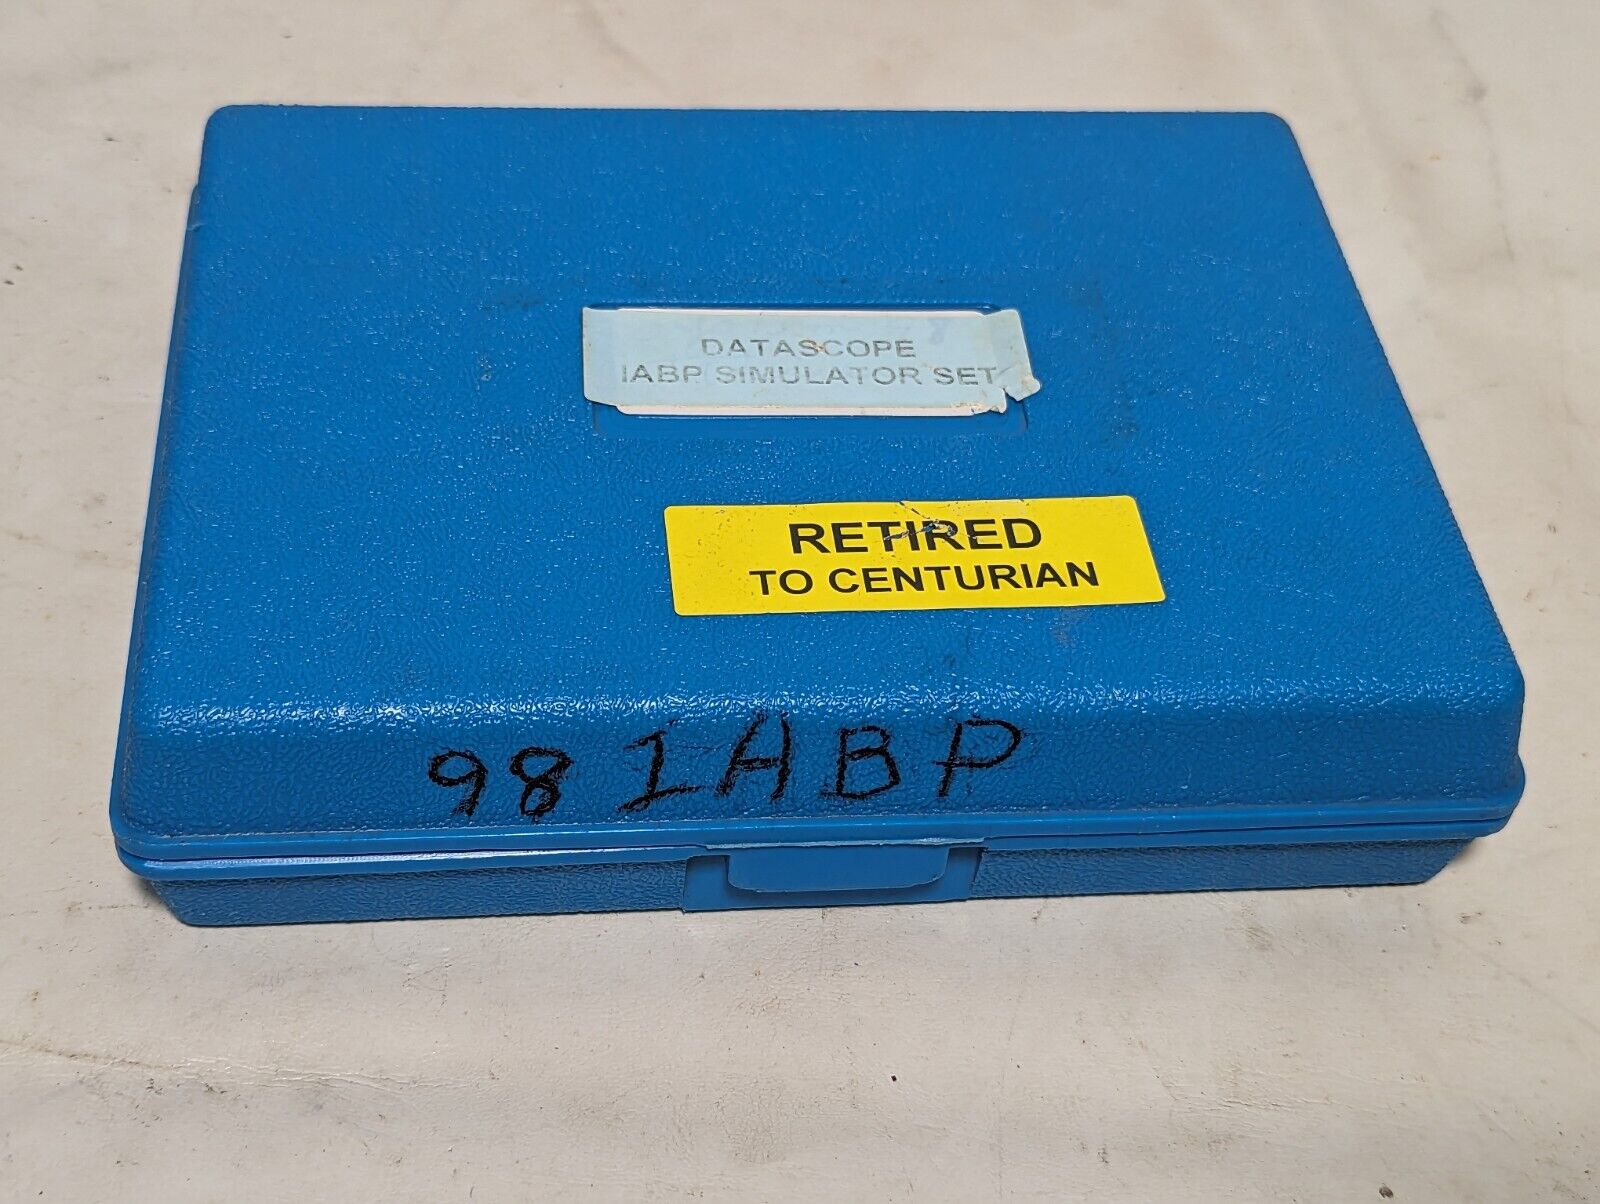 DATASCOPE
IABP SIMULATOR SET
RETIRED
TO CENTURIAN
98 IABP